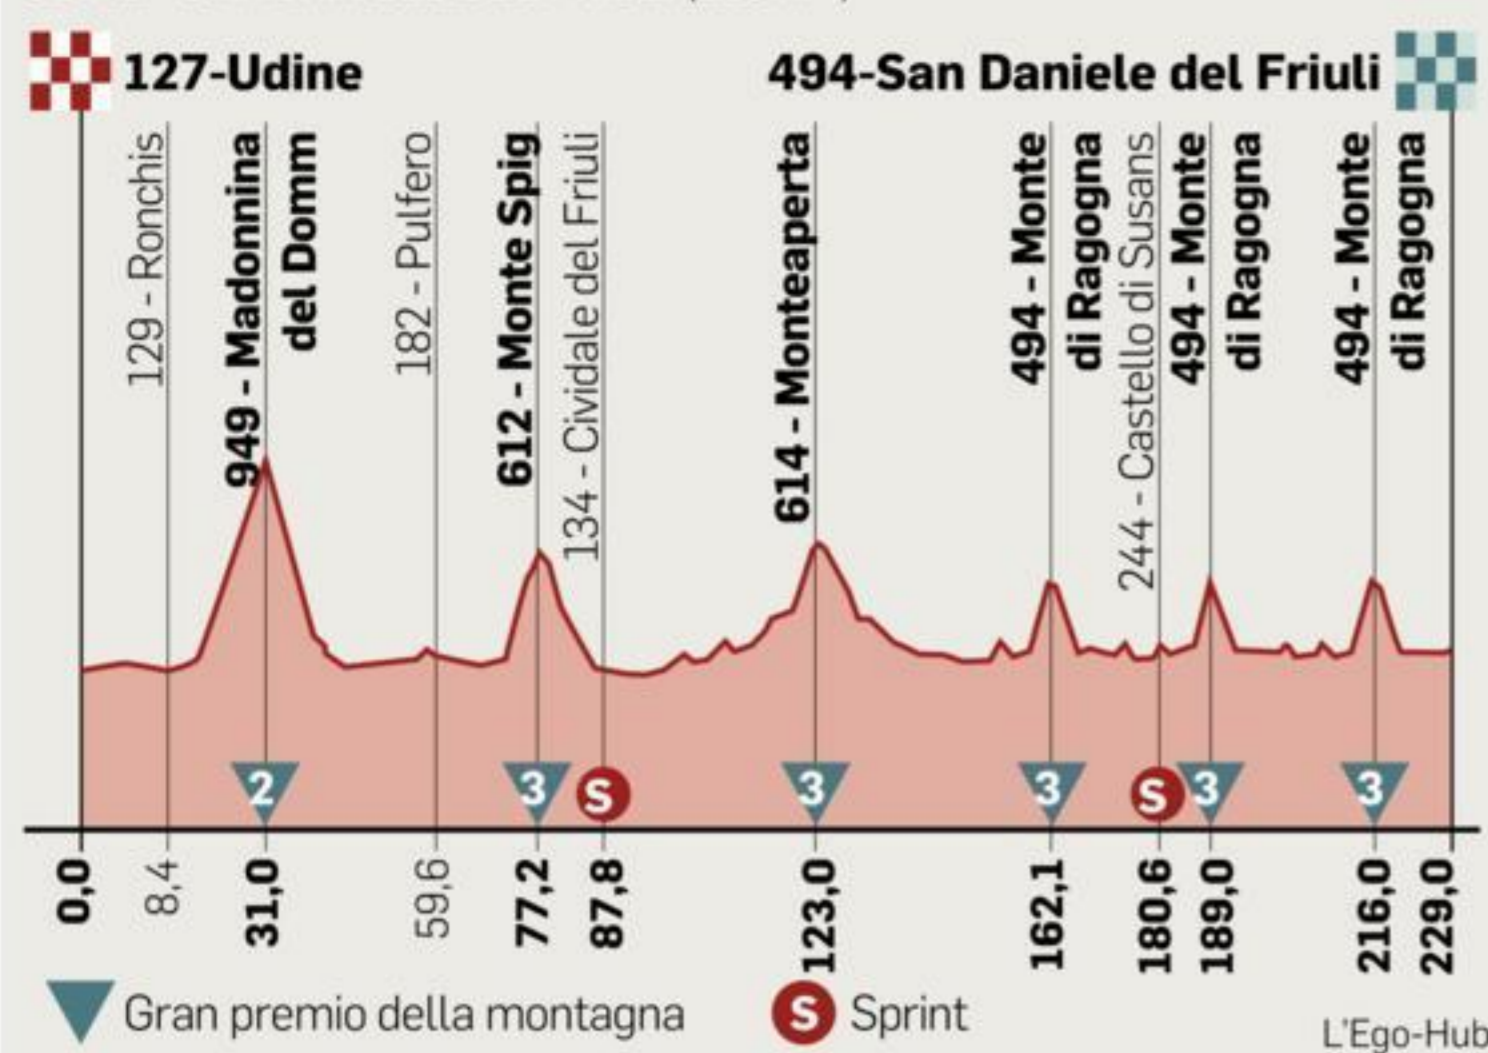 127-Udine
494-San Daniele del Friuli
129 - Ronchis
949 - Madonnina
del Domm
182 - Pulfero
612 - Monte Spig
134 - Cividale del Friuli
614 - Monteaperta
494 - Monte
di Ragogna
244 - Castello di Susans
494 - Monte
di Ragogna
494 - Monte
di Ragogna
2
3
S
3
3
S
3
3
0,0
8,4
31,0
59,6
77,2
87,8
123,0
162,1
180,6
189,0
216,0
229,0
Gran premio della montagna
S Sprint
L'Ego-Hub